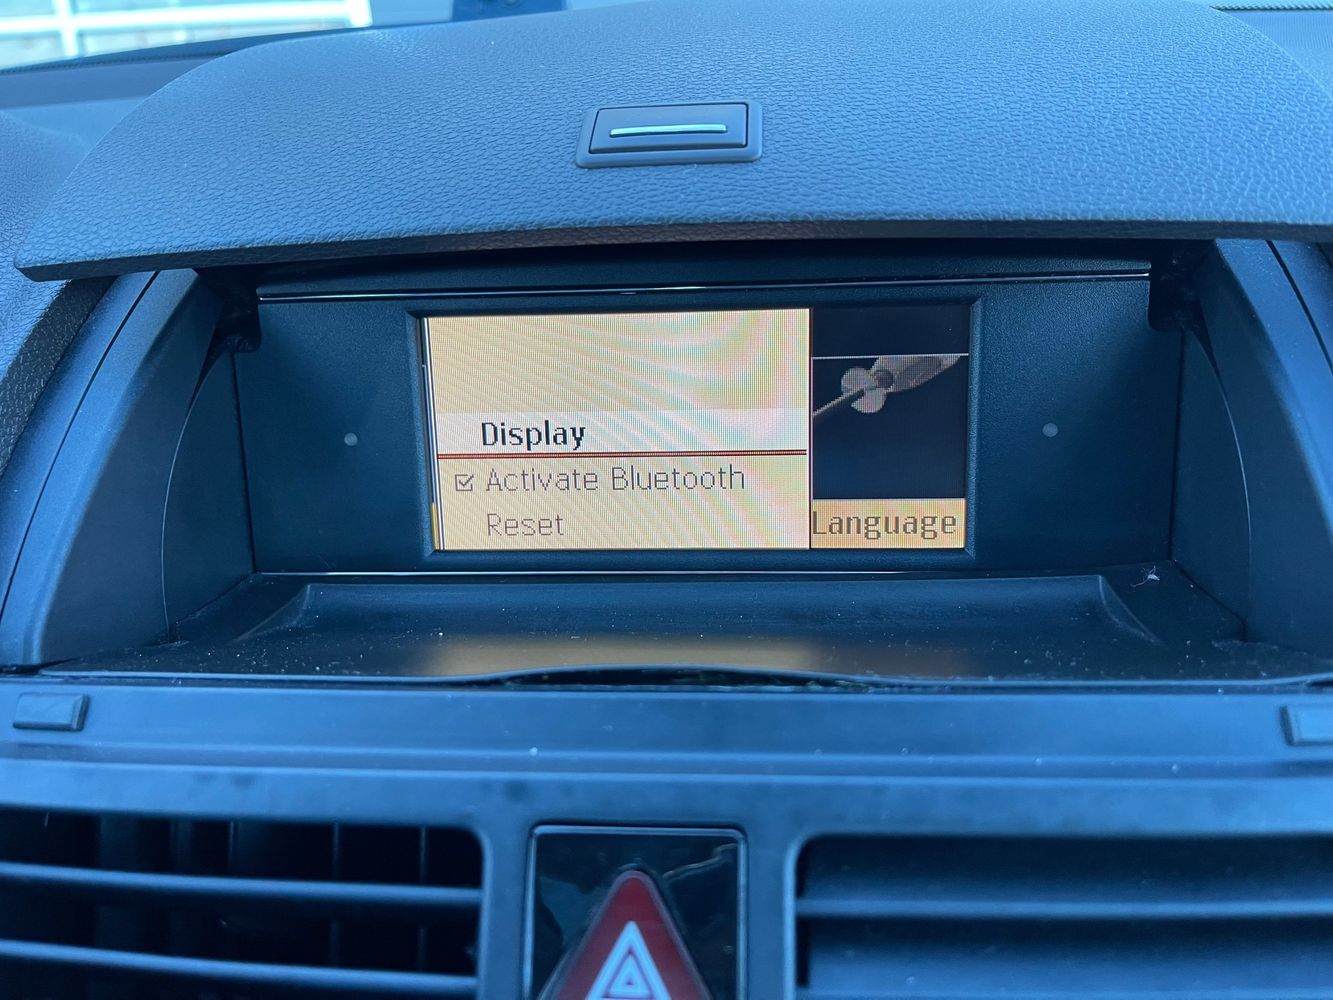 Display
Activate Bluetooth
Reset
Language